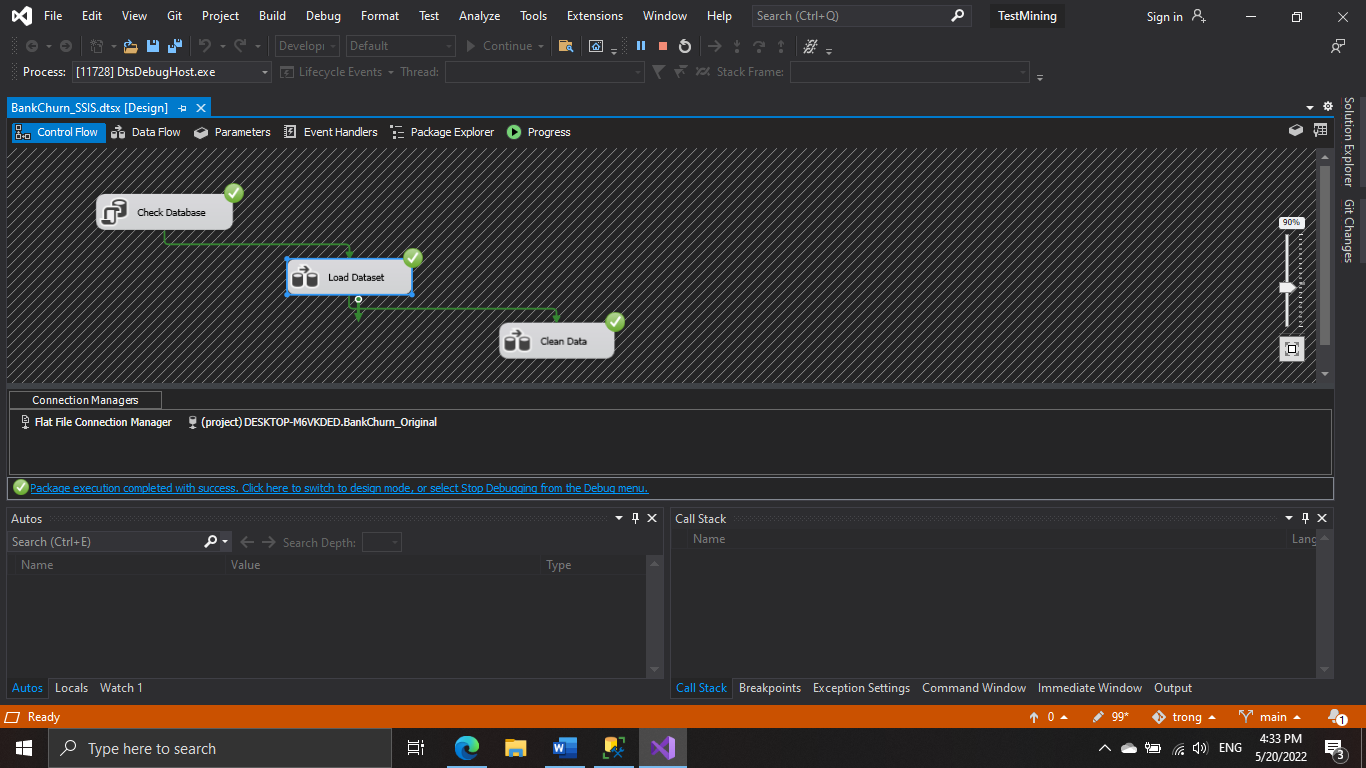 File Edit View Git Project Build Debug Format Test Analyze Tools Extensions Window Help Search (Ctrl+Q) TestMining Sign in
Develop Default Continue
Process: [11728] DtsDebugHost.exe Lifecycle Events Thread: Stack Frame:
BankChurn_SSIS.dtsx [Design]
Control Flow Data Flow Parameters Event Handlers Package Explorer Progress
Solution Explorer
Git Changes
Check Database
90%
Load Dataset
Clean Data
Connection Managers
Flat File Connection Manager (project) DESKTOP-M6VKDED.BankChurn_Original
Package execution completed with success. Click here to switch to design mode, or select Stop Debugging from the Debug menu.
Autos
Search (Ctrl+E) Search Depth:
Name Value Type
Autos Locals Watch 1
Call Stack
Name Lang
Call Stack Breakpoints Exception Settings Command Window Immediate Window Output
Ready 0 99* trong main 1
Type here to search ENG 4:33 PM
5/20/2022 3